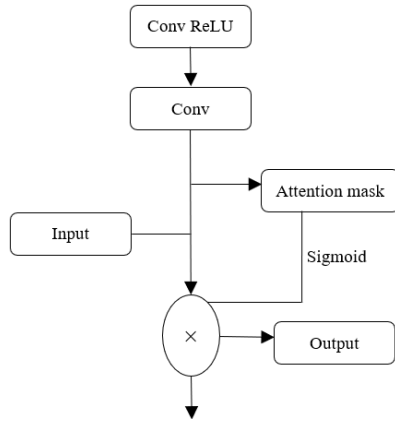 Conv ReLU
Conv
Attention mask
Input
Sigmoid
×
Output